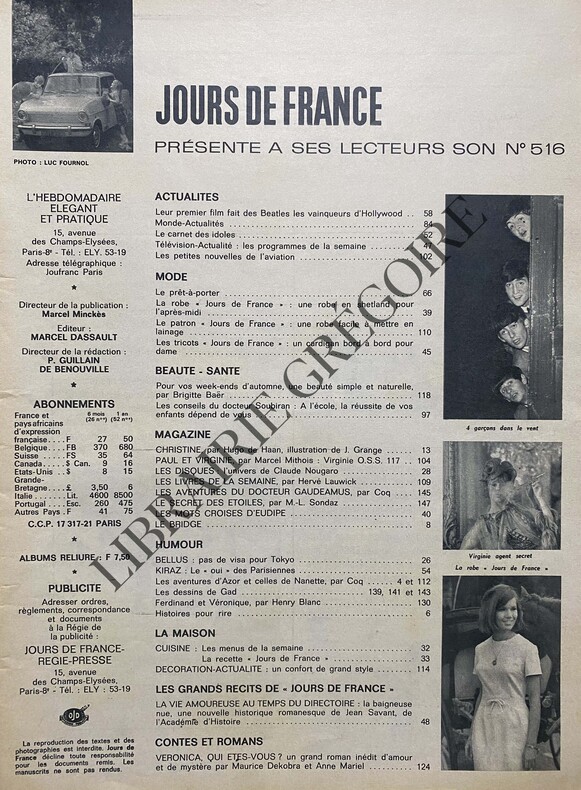 PHOTO : LUC FOURNOL
JOURS DE FRANCE
PRÉSENTE A SES LECTEURS SON N° 516
L'HEBDOMADAIRE
ELEGANT
ET PRATIQUE
15, avenue
des Champs-Elysées,
Paris-8e - Tél. : ELY. 53-19
Adresse télégraphique :
Joufranc Paris
*
Directeur de la publication :
Marcel Minckès
Editeur :
MARCEL DASSAULT
Directeur de la rédaction :
P. GUILLAIN
DE BENOUVILLE
*
ABONNEMENTS
France et 6 mois 1 an
pays africains (26 nos) (52 nos)
d'expression
française.... F 27 50
Belgique.... FB 370 680
Suisse...... FS 35 64
Canada..... $ Can. 9 16
Etats-Unis .. $ 8 15
Grande-
Bretagne... £ 3,50 6
Italie....... Lit. 4600 8500
Portugal.... Esc. 260 475
Autres Pays. F 41 75
C.C.P. 17 317-21 PARIS
*
ALBUMS RELIURE : F 7,50
*
PUBLICITE
Adresser ordres,
règlements, correspondance
et documents
à la Régie de
la publicité :
JOURS DE FRANCE-
REGIE-PRESSE
15, avenue
des Champs-Elysées,
Paris-8e - Tél. : ELY : 53-19
OJD
La reproduction des textes et des
photographies est interdite. Jours de
France décline toute responsabilité
pour les documents remis. Les
manuscrits ne sont pas rendus.
ACTUALITES
Leur premier film fait des Beatles les vainqueurs d'Hollywood .. 58
Monde-Actualités .......... 84
Le carnet des idoles .......... 52
Télévision-Actualité : les programmes de la semaine .......... 47
Les petites nouvelles de l'aviation .......... 102
MODE
Le prêt-à-porter .......... 66
La robe « Jours de France » : une robe en shetland pour
l'après-midi .......... 39
Le patron « Jours de France » : une robe facile à mettre en
lainage .......... 110
Les tricots « Jours de France » : un cardigan bord à bord pour
dame .......... 45
BEAUTE - SANTE
Pour vos week-ends d'automne, une beauté simple et naturelle,
par Brigitte Baër .......... 118
Les conseils du docteur Soubiran : A l'école, la réussite de vos
enfants dépend de vous .......... 97
MAGAZINE
CHRISTINE, par Hugo de Haan, illustration de J. Grange .... 13
PAUL ET VIRGINIE, par Marcel Mithois : Virginie O.S.S. 117 .. 104
LES DISQUES : l'univers de Claude Nougaro .......... 28
LES LIVRES DE LA SEMAINE, par Hervé Lauwick .......... 109
LES AVENTURES DU DOCTEUR GAUDEAMUS, par Coq .... 145
LE SECRET DES ETOILES, par M.-L. Sondaz .......... 147
LES MOTS CROISES D'EUDIPE .......... 40
LE BRIDGE .......... 8
HUMOUR
BELLUS : pas de visa pour Tokyo .......... 26
KIRAZ : Le « oui » des Parisiennes .......... 54
Les aventures d'Azor et celles de Nanette, par Coq ...... 4 et 112
Les dessins de Gad .......... 139, 141 et 143
Ferdinand et Véronique, par Henry Blanc .......... 130
Histoires pour rire .......... 6
LA MAISON
CUISINE : Les menus de la semaine .......... 32
La recette « Jours de France » .......... 33
DECORATION-ACTUALITE : un confort de grand style .......... 114
LES GRANDS RECITS DE « JOURS DE FRANCE »
LA VIE AMOUREUSE AU TEMPS DU DIRECTOIRE : la baigneuse
nue, une nouvelle historique romanesque de Jean Savant, de
l'Académie d'Histoire .......... 48
CONTES ET ROMANS
VERONICA, QUI ETES-VOUS ? un grand roman inédit d'amour
et de mystère par Maurice Dekobra et Anne Mariel .......... 124
4 garçons dans le vent
Virginie agent secret
La robe « Jours de France »
LIBRAIRIE GRÉGOIRE